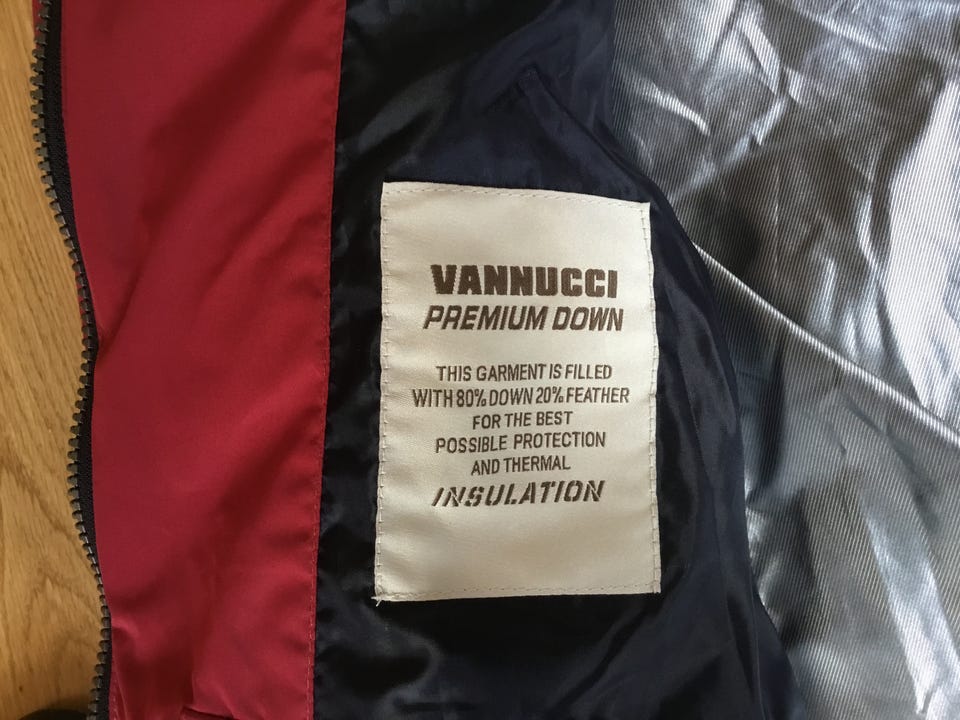 VANNUCCI
PREMIUM DOWN
THIS GARMENT IS FILLED
WITH 80% DOWN 20% FEATHER
FOR THE BEST
POSSIBLE PROTECTION
AND THERMAL
INSULATION